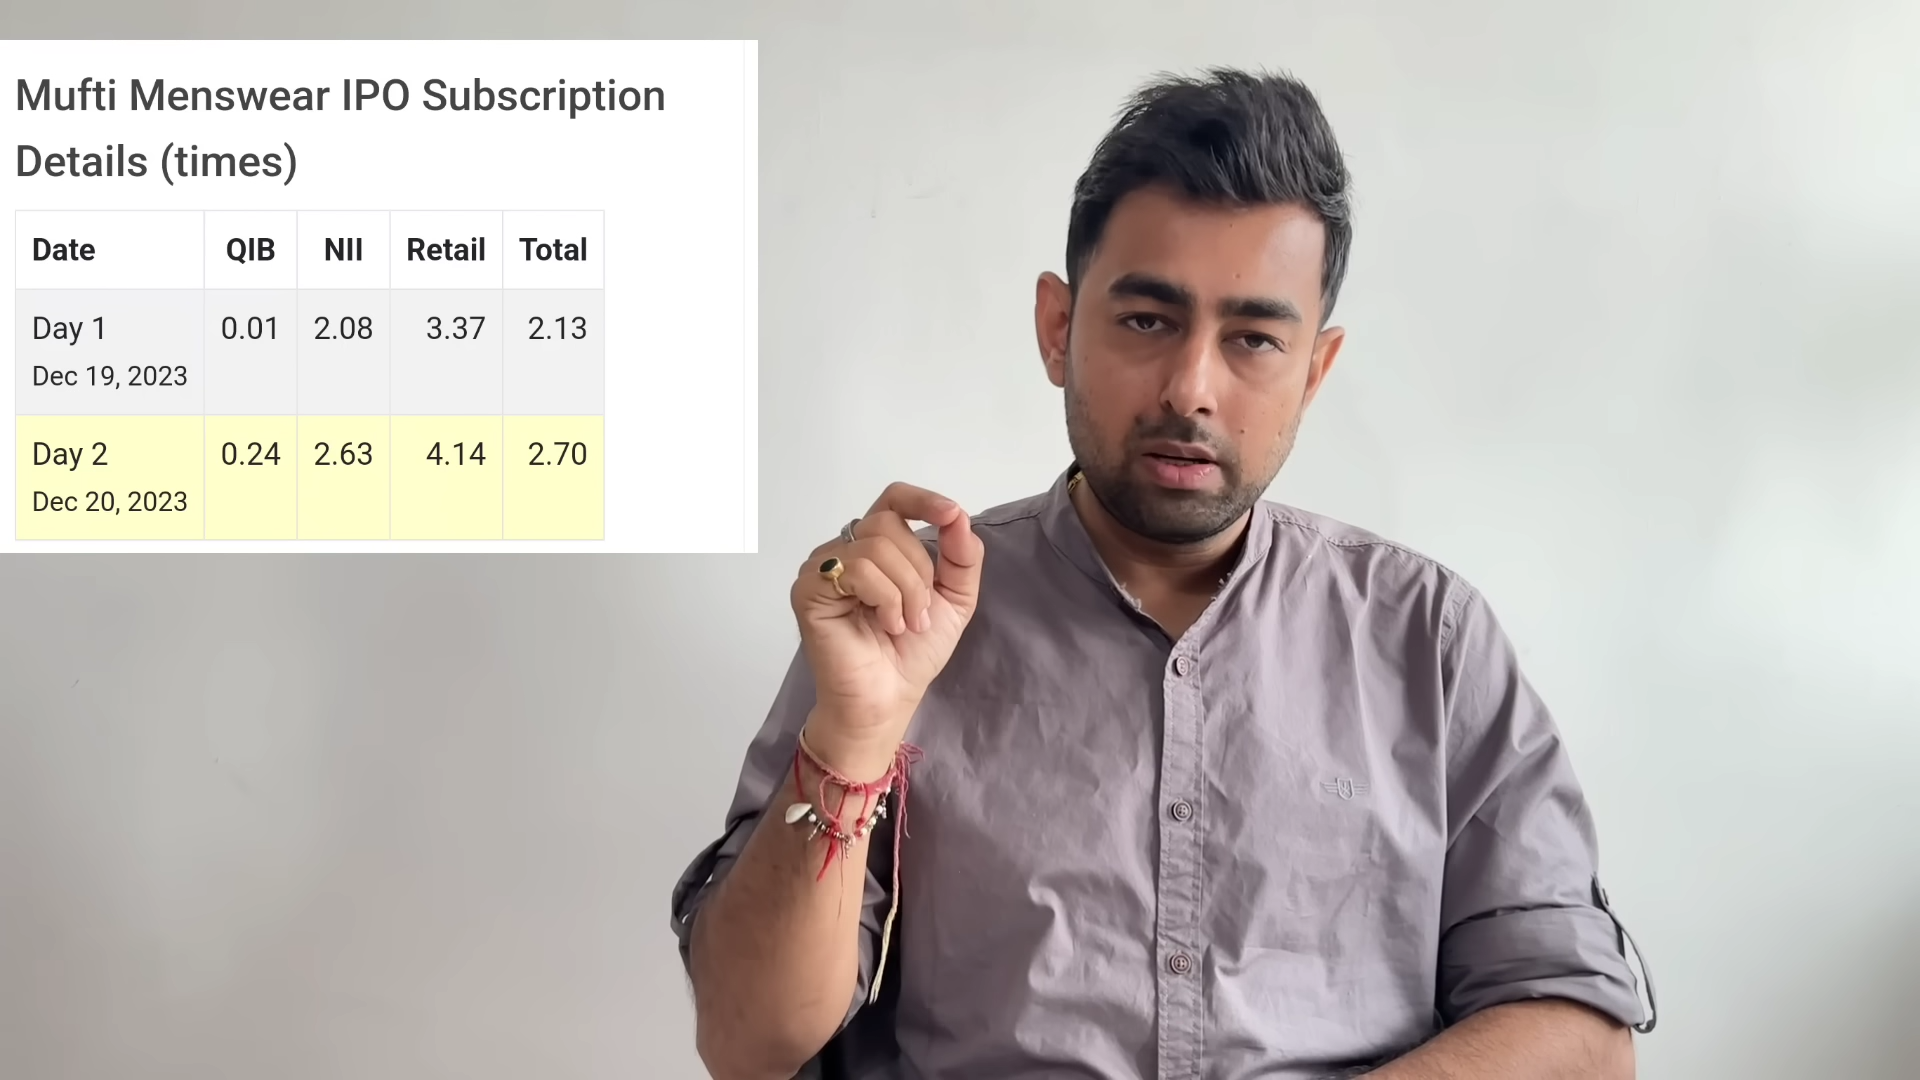 Mufti Menswear IPO Subscription
Details (times)
Date QIB NII Retail Total
Day 1 0.01 2.08 3.37 2.13
Dec 19, 2023
Day 2 0.24 2.63 4.14 2.70
Dec 20, 2023